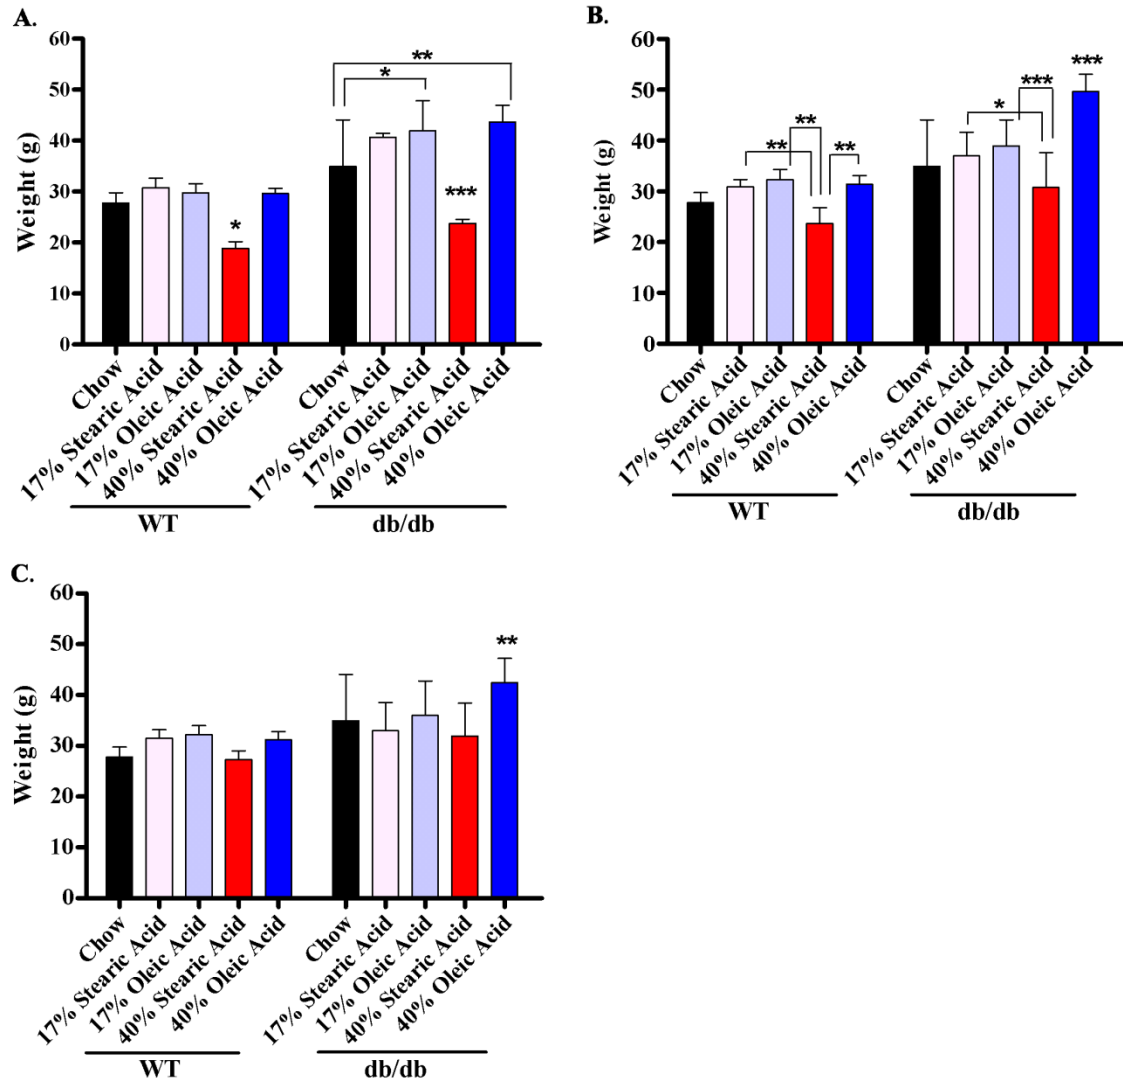 A.
60
50
40
30
20
10
0
Weight (g)
**
*
***
*
Chow
17% Stearic Acid
17% Oleic Acid
40% Stearic Acid
40% Oleic Acid
Chow
17% Stearic Acid
17% Oleic Acid
40% Stearic Acid
40% Oleic Acid
WT
db/db
B.
60
50
40
30
20
10
0
Weight (g)
***
***
*
**
**
**
Chow
17% Stearic Acid
17% Oleic Acid
40% Stearic Acid
40% Oleic Acid
Chow
17% Stearic Acid
17% Oleic Acid
40% Stearic Acid
40% Oleic Acid
WT
db/db
C.
60
50
40
30
20
10
0
Weight (g)
**
Chow
17% Stearic Acid
17% Oleic Acid
40% Stearic Acid
40% Oleic Acid
Chow
17% Stearic Acid
17% Oleic Acid
40% Stearic Acid
40% Oleic Acid
WT
db/db